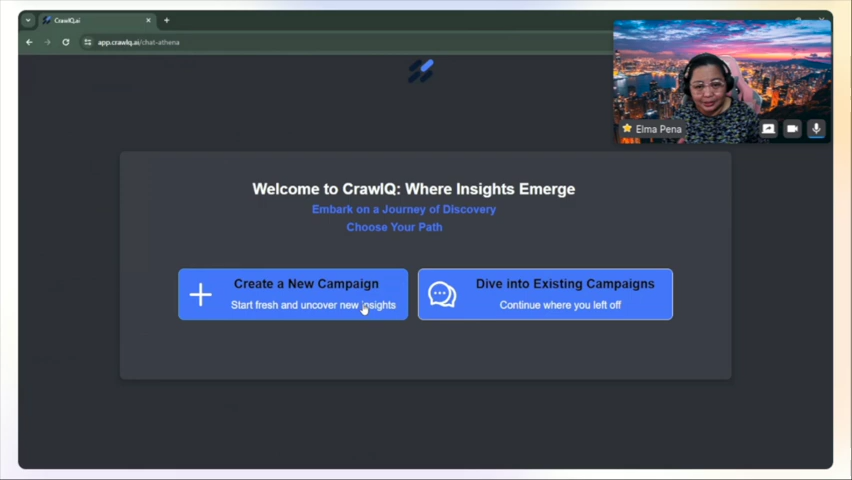 CrawlQ.ai
app.crawlq.ai/chat-athena
Elma Pena
Welcome to CrawlQ: Where Insights Emerge
Embark on a Journey of Discovery
Choose Your Path
Create a New Campaign
Start fresh and uncover new insights
Dive into Existing Campaigns
Continue where you left off